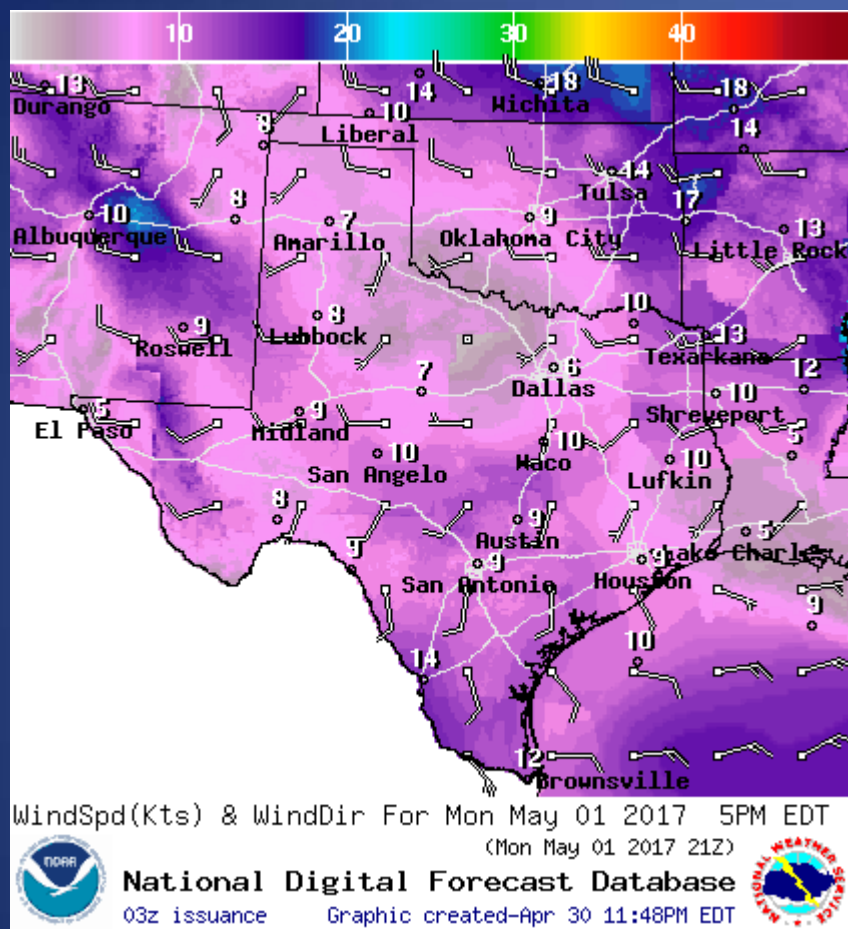 10 20 30 40
13 18 18
Durango 14 Wichita
10
8 Liberal 14
14
Tulsa
10 8 7 9 17 13
Albuquerque Amarillo Oklahoma City Little Rock
9 8 10
Roswell Lubbock 13
Texarkana
6
Dallas
7 10 12
5 9 Shreveport
El Paso Midland 10 5
San Angelo 10 Waco 10
Lufkin
8 9 5
Austin
9 9 9 Lake Charles
San Antonio Houston
9
14 10
12
Brownsville
WindSpd(Kts) & WindDir For Mon May 01 2017 5PM EDT
(Mon May 01 2017 21Z)
NOAA
National Digital Forecast Database
03z issuance Graphic created-Apr 30 11:48PM EDT
NATIONAL WEATHER SERVICE